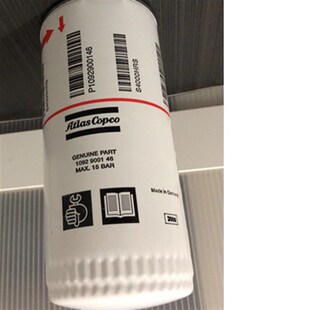 P1092900146
S4000HRS
Atlas Copco
GENUINE PART
1092 9001 46
MAX. 15 BAR
Made in Germany